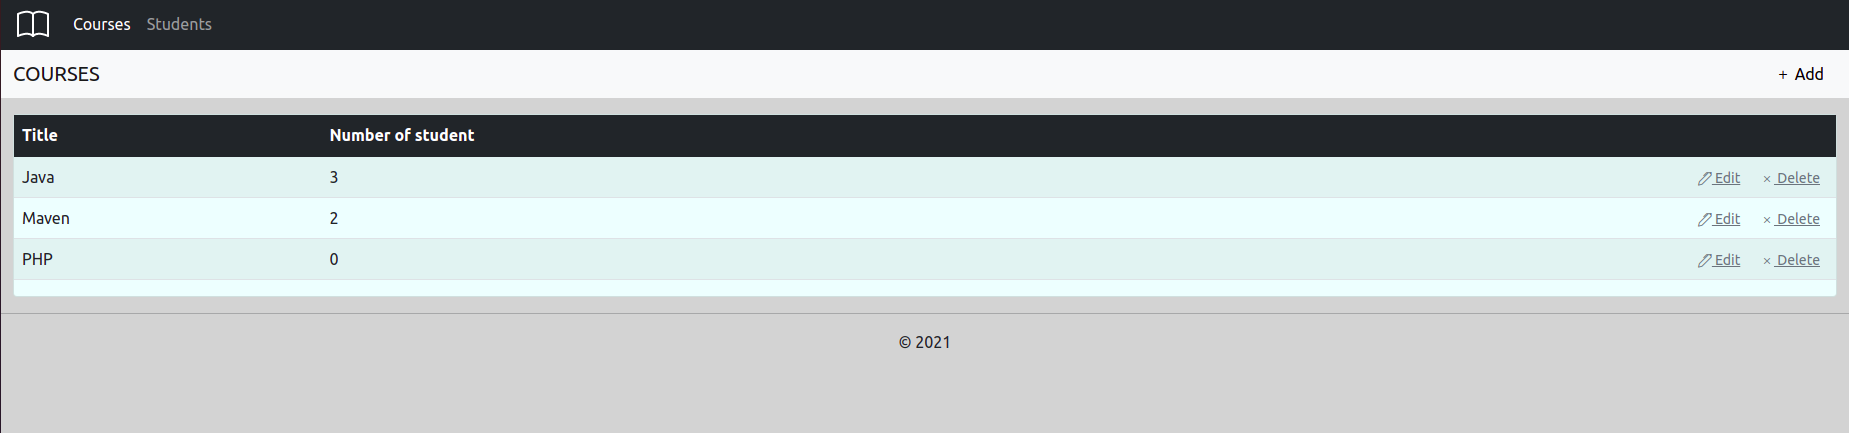 Courses Students
COURSES
+ Add
Title Number of student
Java 3 Edit × Delete
Maven 2 Edit × Delete
PHP 0 Edit × Delete
© 2021